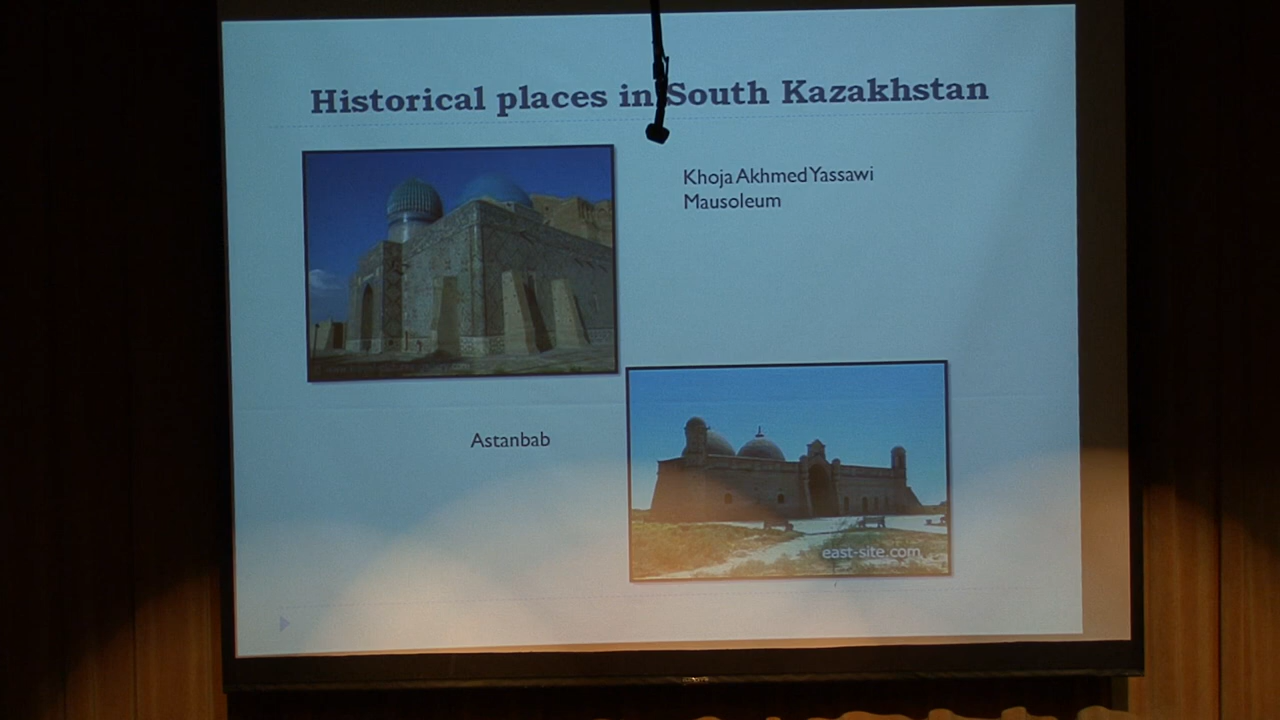 Historical places in South Kazakhstan
Khoja Akhmed Yassawi
Mausoleum
Astanbab
east-site.com